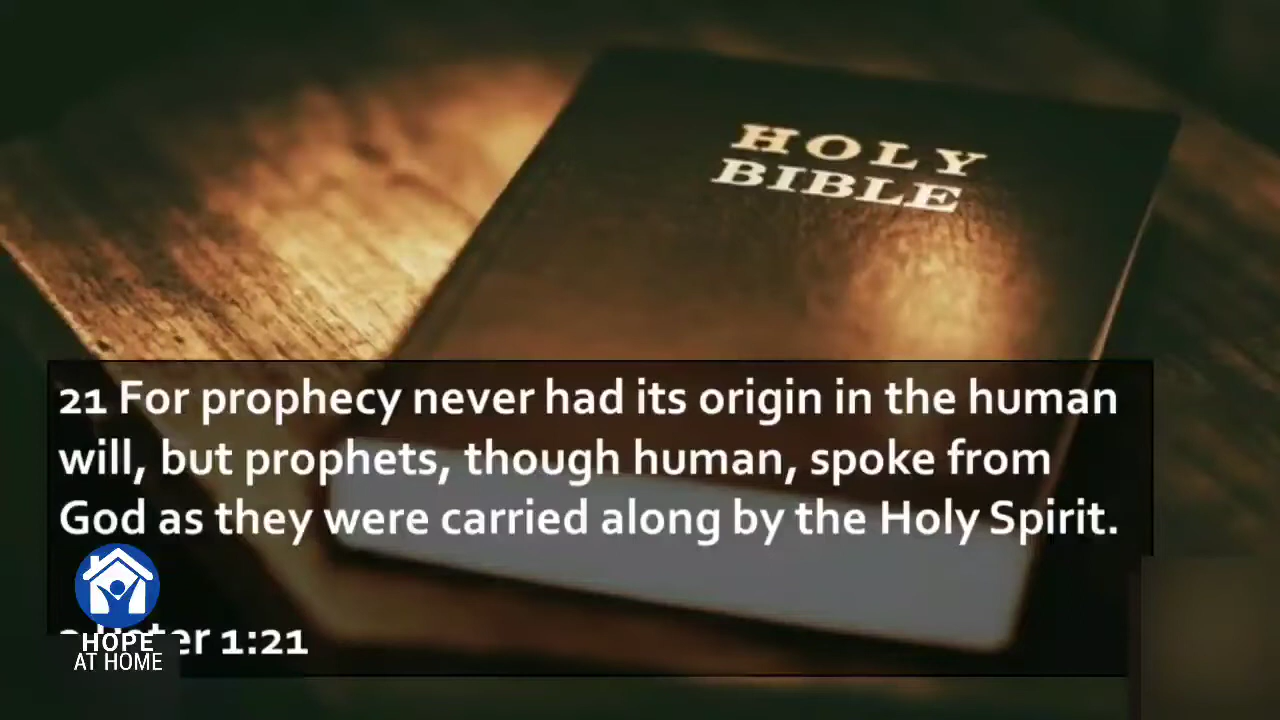 HOLY
BIBLE
21 For prophecy never had its origin in the human
will, but prophets, though human, spoke from
God as they were carried along by the Holy Spirit.
1:21
HOPE
AT HOME